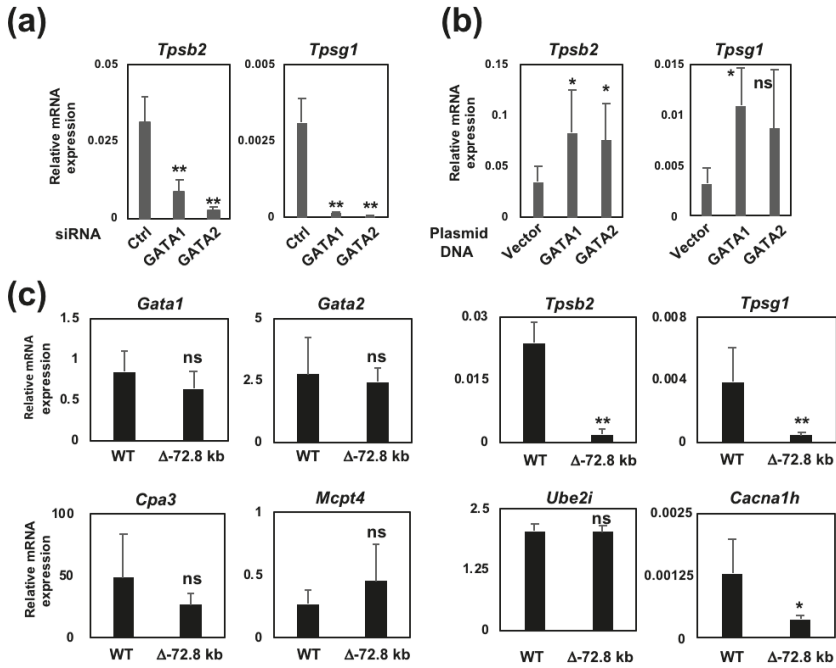 (a)
Tpsb2
Tpsg1
Relative mRNA
expression
0.05
0.025
0
0.005
0.0025
0
**
**
**
**
siRNA
Ctrl
GATA1
GATA2
Ctrl
GATA1
GATA2
(b)
Tpsb2
Tpsg1
Relative mRNA
expression
0.15
0.1
0.05
0
0.015
0.01
0.005
0
*
*
*
ns
Plasmid
DNA
Vector
GATA1
GATA2
Vector
GATA1
GATA2
(c)
Gata1
Gata2
Tpsb2
Tpsg1
Relative mRNA
expression
1.5
1
0.5
0
ns
WT
Δ-72.8 kb
5
2.5
0
ns
WT
Δ-72.8 kb
0.03
0.015
0
**
WT
Δ-72.8 kb
0.008
0.004
0
**
WT
Δ-72.8 kb
Cpa3
Mcpt4
Ube2i
Cacna1h
Relative mRNA
expression
100
50
0
ns
WT
Δ-72.8 kb
1
0.5
0
ns
WT
Δ-72.8 kb
2.5
1.25
0
ns
WT
Δ-72.8 kb
0.0025
0.00125
0
*
WT
Δ-72.8 kb